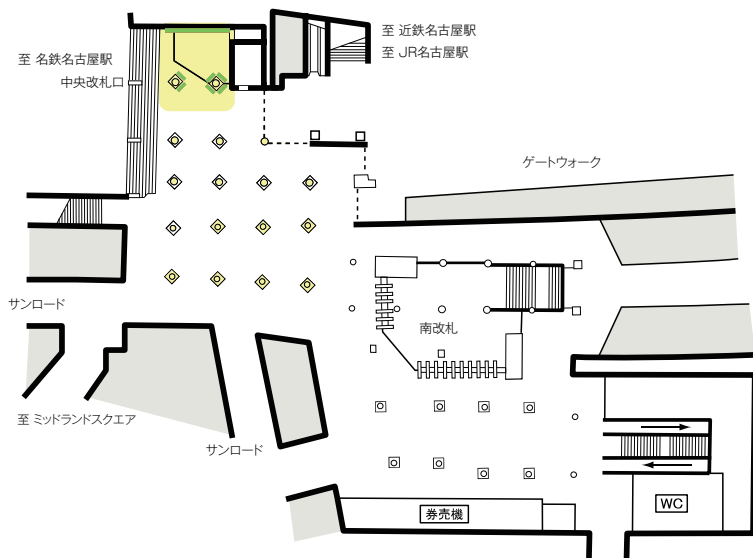 至 名鉄名古屋駅
中央改札口
至 近鉄名古屋駅
至 JR名古屋駅
ゲートウォーク
サンロード
南改札
至 ミッドランドスクエア
サンロード
券売機
WC